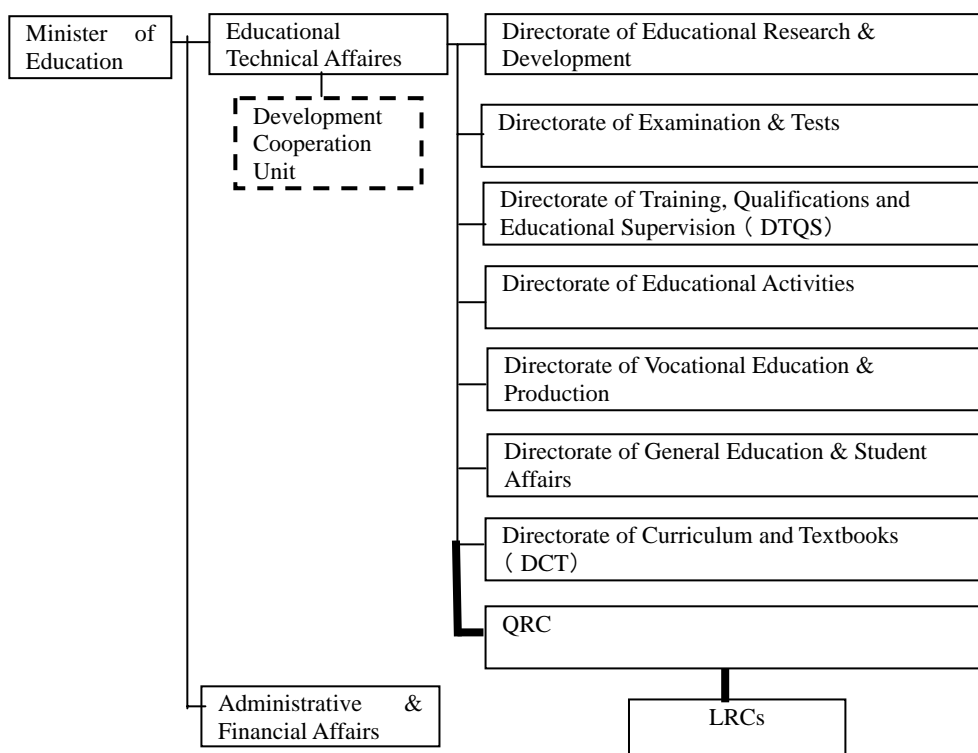 Minister of
Education
Educational
Technical Affaires
Development
Cooperation
Unit
Directorate of Educational Research &
Development
Directorate of Examination & Tests
Directorate of Training, Qualifications and
Educational Supervision（ DTQS）
Directorate of Educational Activities
Directorate of Vocational Education &
Production
Directorate of General Education & Student
Affairs
Directorate of Curriculum and Textbooks
（ DCT）
QRC
LRCs
Administrative &
Financial Affairs